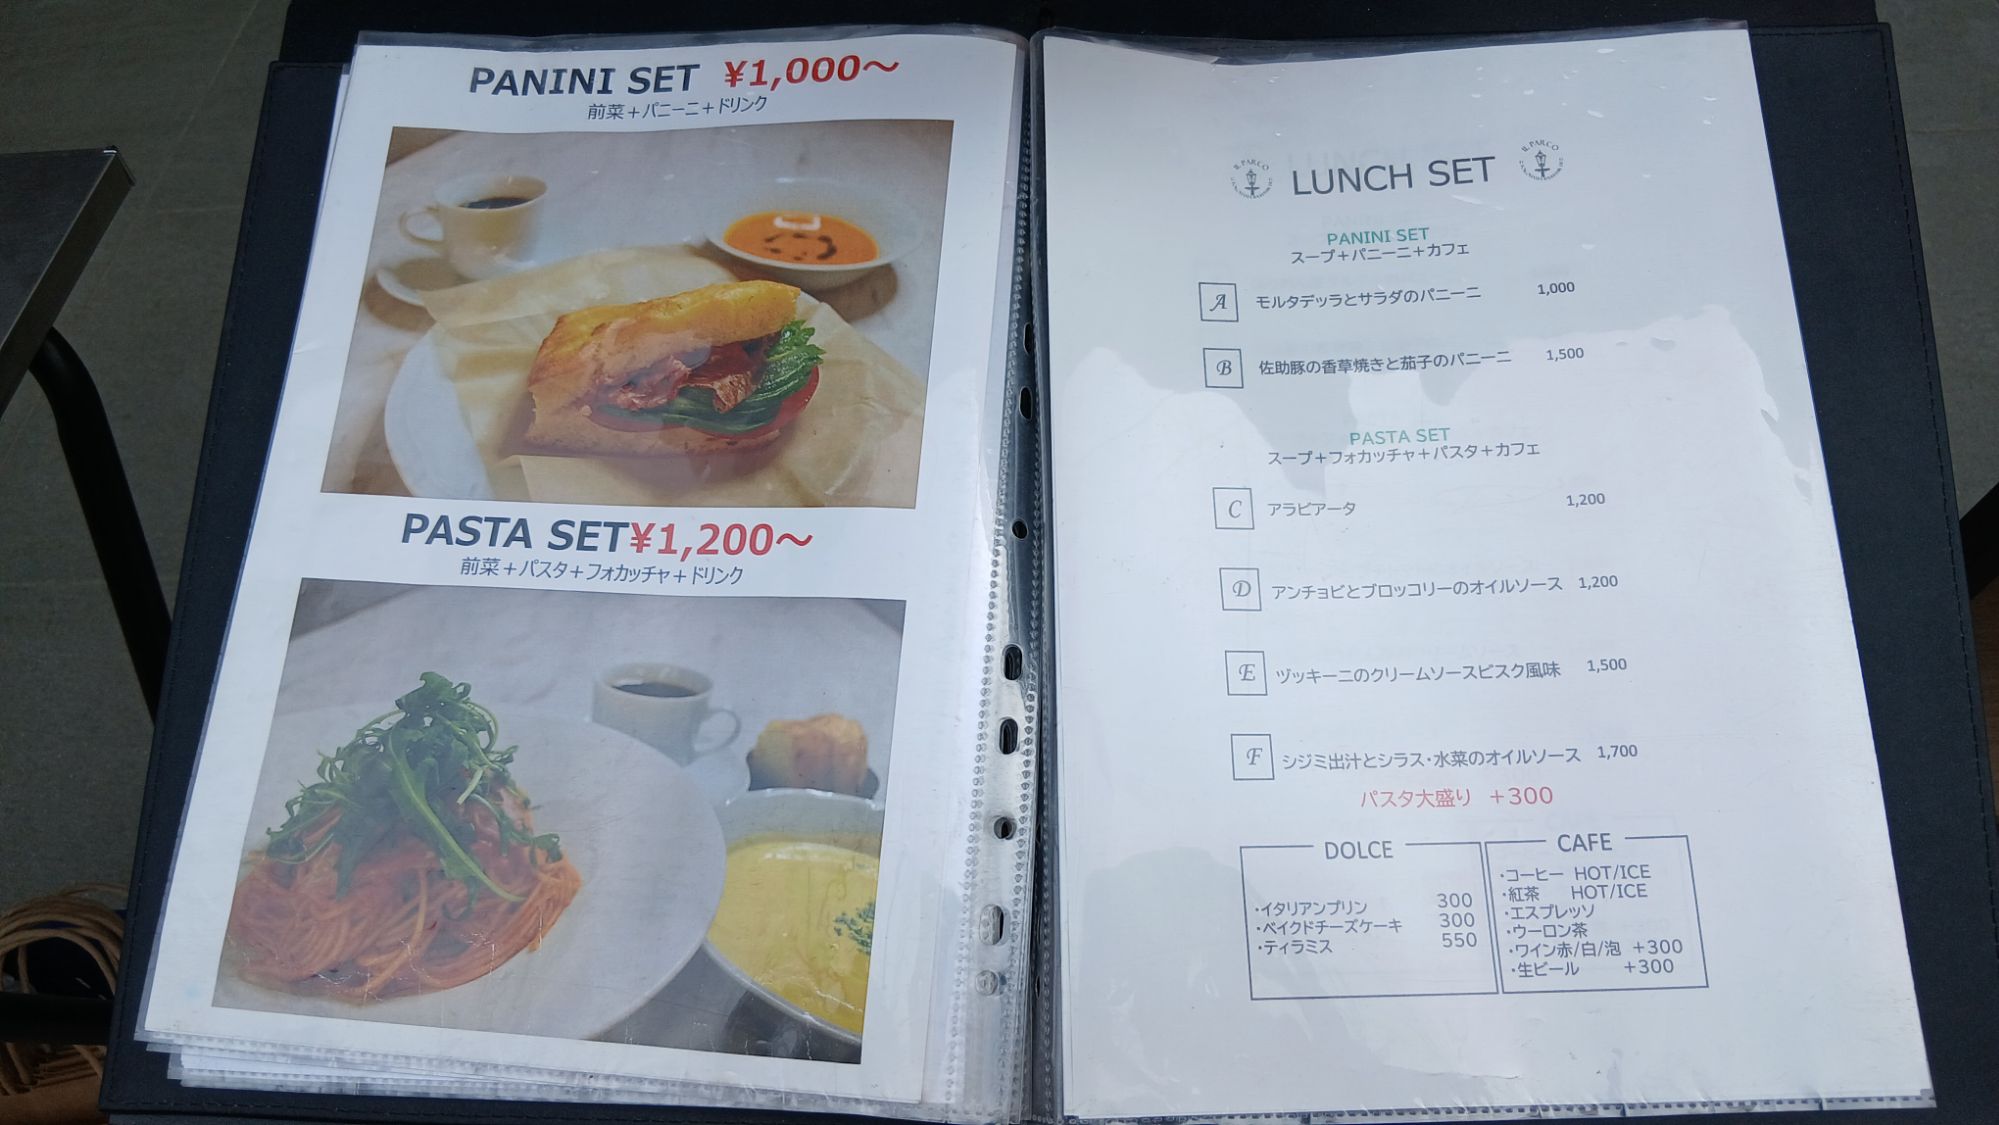 PANINI SET ¥1,000～
前菜＋パニーニ＋ドリンク
PASTA SET¥1,200～
前菜＋パスタ＋フォカッチャ＋ドリンク
IL PARCO
LUNCH SET
IL PARCO
PANINI SET
スープ＋パニーニ＋カフェ
A モルタデッラとサラダのパニーニ 1,000
B 佐助豚の香草焼きと茄子のパニーニ 1,500
PASTA SET
スープ＋フォカッチャ＋パスタ＋カフェ
C アラビアータ 1,200
D アンチョビとブロッコリーのオイルソース 1,200
E ヅッキーニのクリームソースビスク風味 1,500
F シジミ出汁とシラス・水菜のオイルソース 1,700
パスタ大盛り ＋300
DOLCE
・イタリアンプリン 300
・ベイクドチーズケーキ 300
・ティラミス 550
CAFE
・コーヒー HOT/ICE
・紅茶 HOT/ICE
・エスプレッソ
・ウーロン茶
・ワイン赤/白/泡 ＋300
・生ビール ＋300